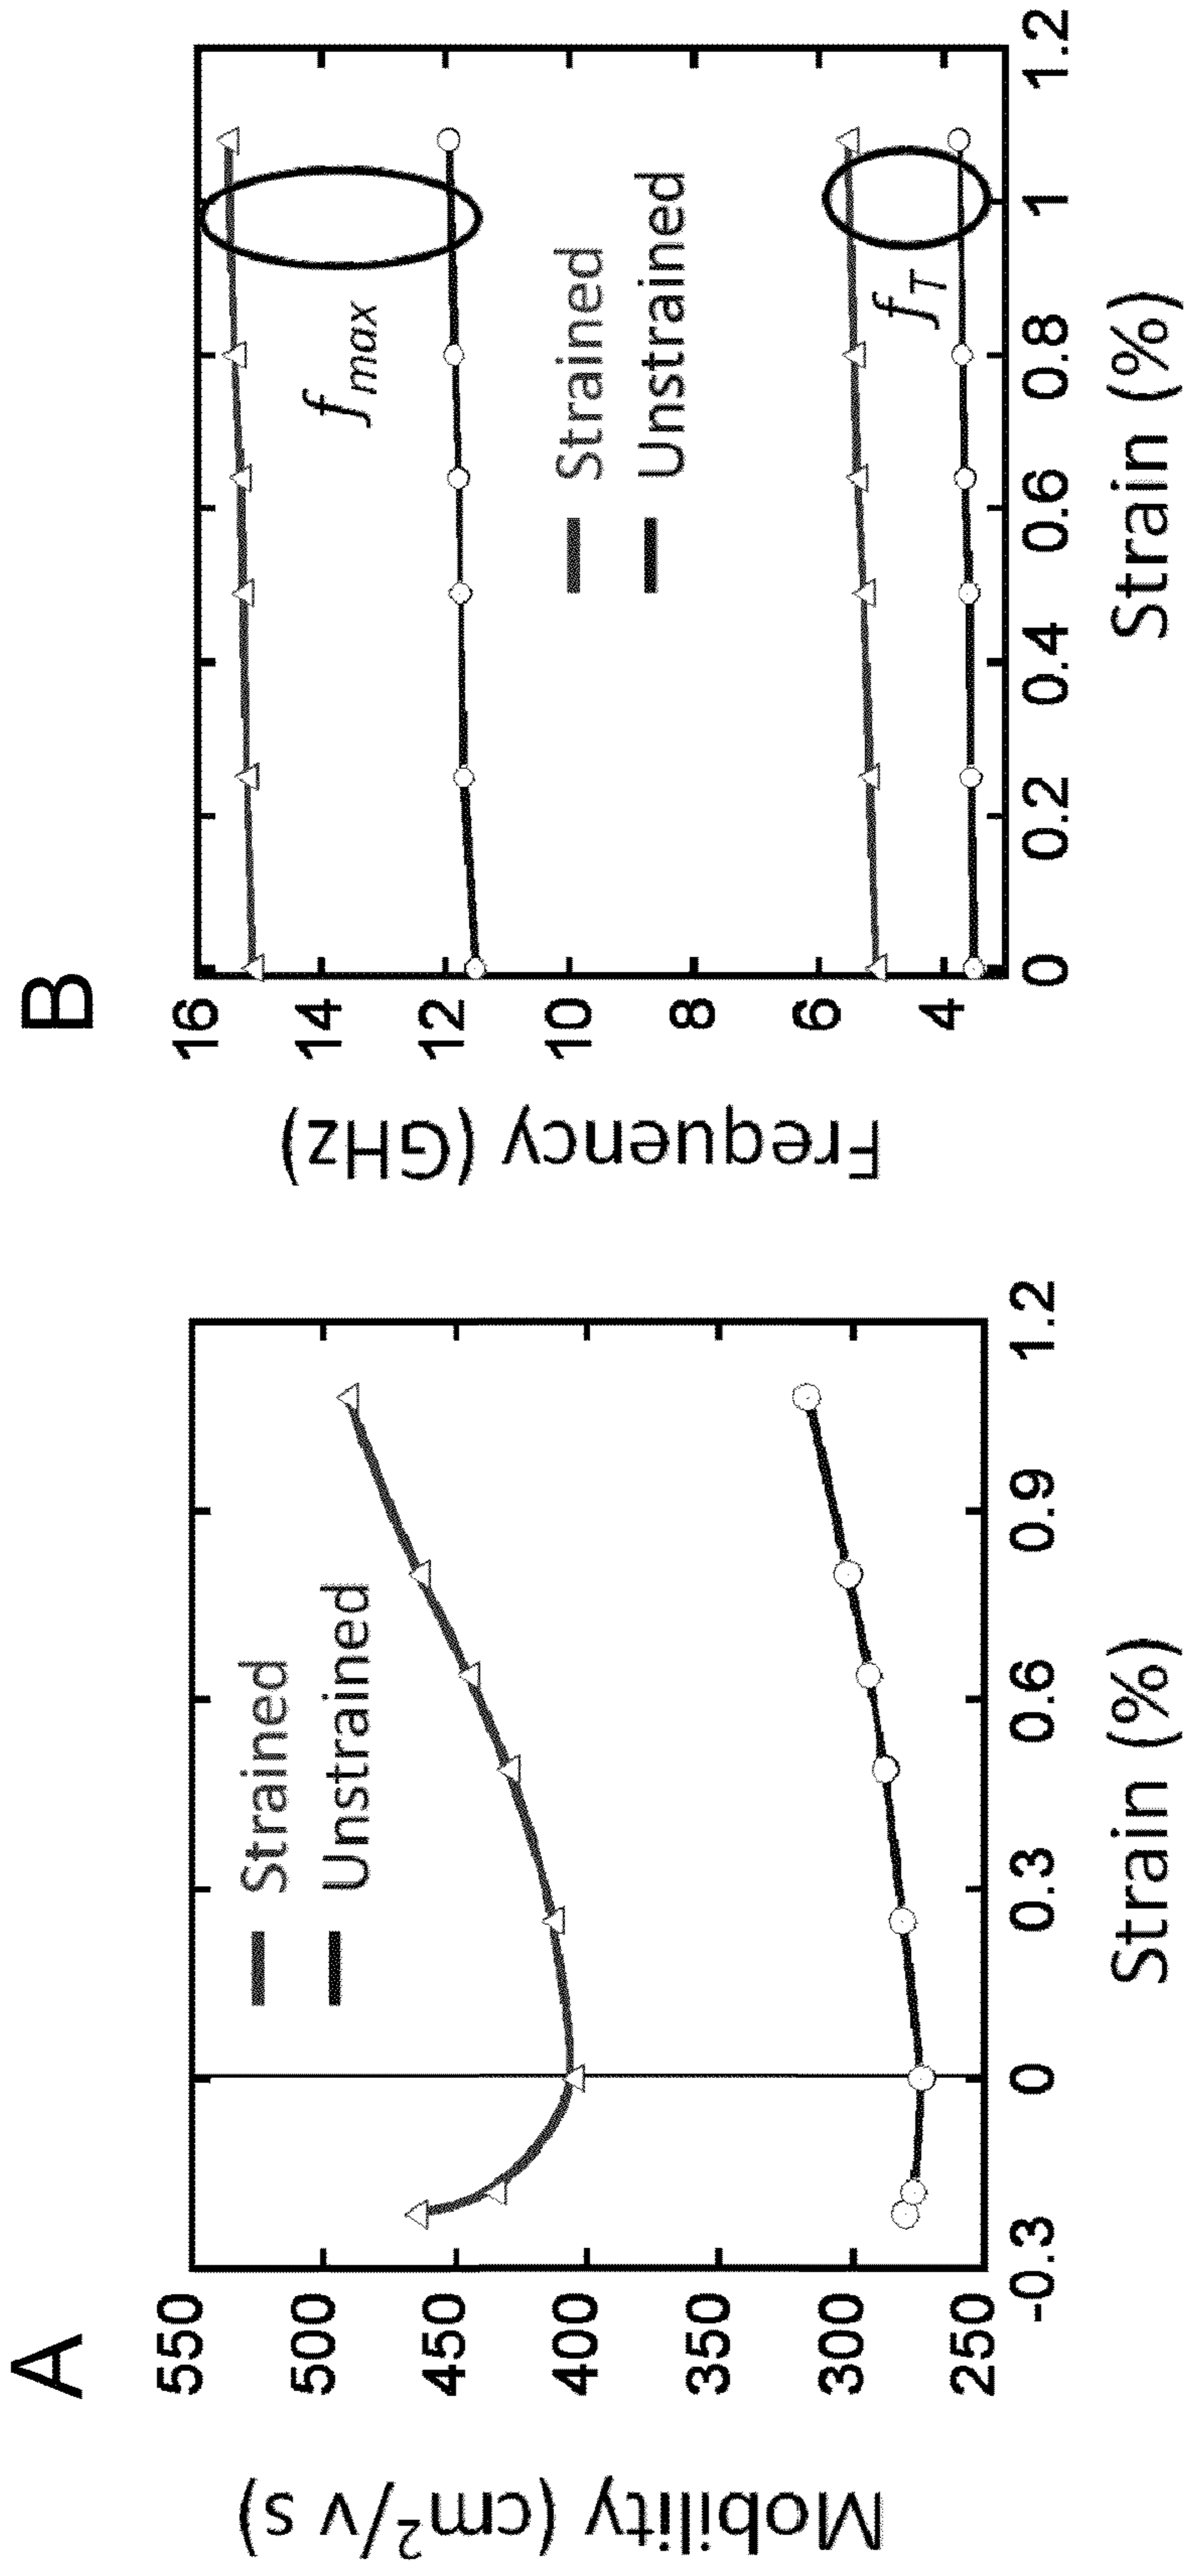 A
Mobility (cm²/v s)
550
500
450
400
350
300
250
Strained
Unstrained
-0.3
0
0.3
0.6
0.9
1.2
Strain (%)
B
Frequency (GHz)
16
14
12
10
8
6
4
fmax
Strained
Unstrained
fT
0
0.2
0.4
0.6
0.8
1
1.2
Strain (%)